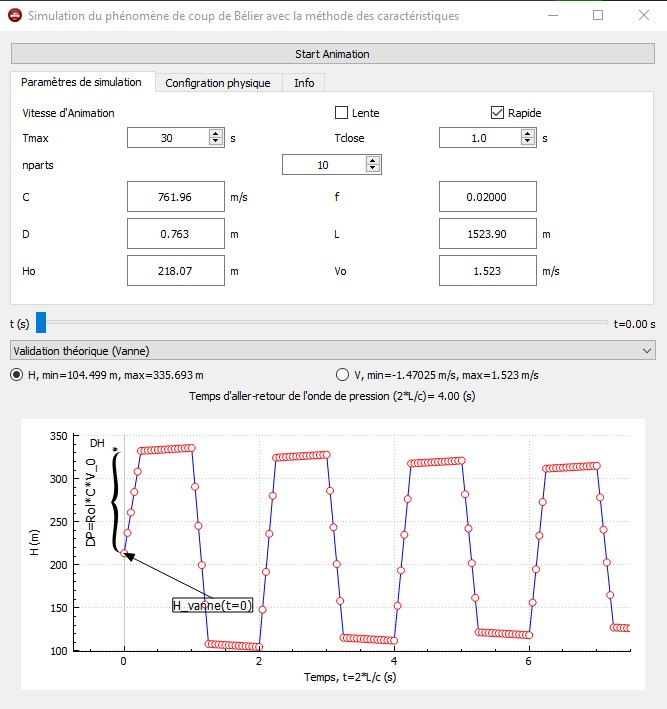 Simulation du phénomène de coup de Bélier avec la méthode des caractéristiques
Start Animation
Paramètres de simulation Configration physique Info
Vitesse d'Animation Lente Rapide
Tmax 30 s Tclose 1.0 s
nparts 10
C 761.96 m/s f 0.02000
D 0.763 m L 1523.90 m
Ho 218.07 m Vo 1.523 m/s
t (s) t=0.00 s
Validation théorique (Vanne)
H, min=104.499 m, max=335.693 m V, min=-1.47025 m/s, max=1.523 m/s
Temps d'aller-retour de l'onde de pression (2*L/c)= 4.00 (s)
350
300
250
200
150
100
H (m)
DH
DP=Rol*C*V_0
H_vanne(t=0)
0 2 4 6
Temps, t=2*L/c (s)